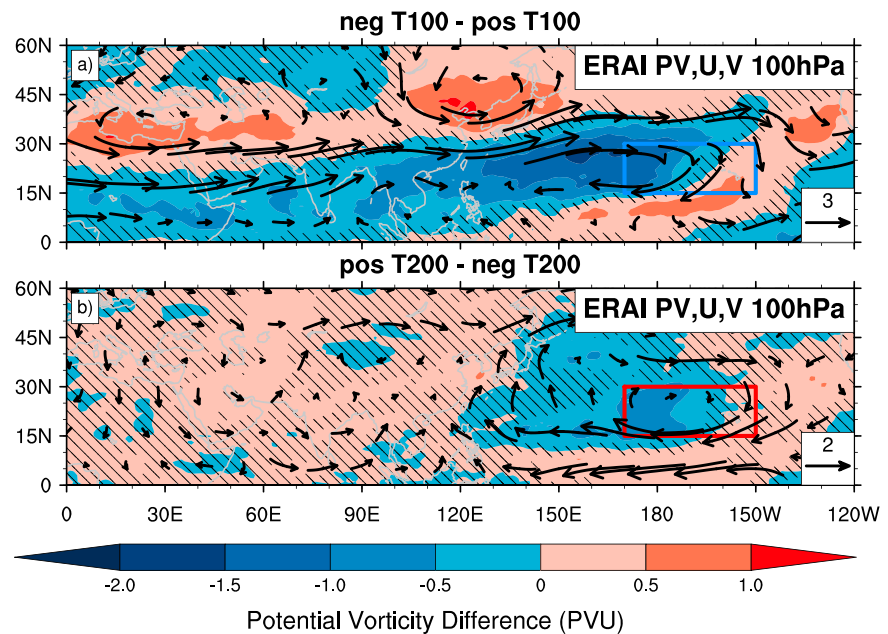 neg T100 - pos T100
60N
45N
30N
15N
0
a)
ERAI PV,U,V 100hPa
3
pos T200 - neg T200
60N
45N
30N
15N
0
b)
ERAI PV,U,V 100hPa
2
0 30E 60E 90E 120E 150E 180 150W 120W
-2.0 -1.5 -1.0 -0.5 0 0.5 1.0
Potential Vorticity Difference (PVU)